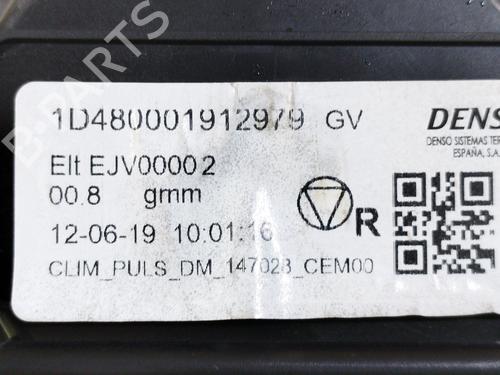 B-PARTS
1D480001912979 GV
DENS
DENSO SISTEMAS TER
ESPAÑA, S.A.
Elt EJV00002
00.8 gmm
R
12-06-19 10:01:16
CLIM_PULS_DM_147028_CEM00